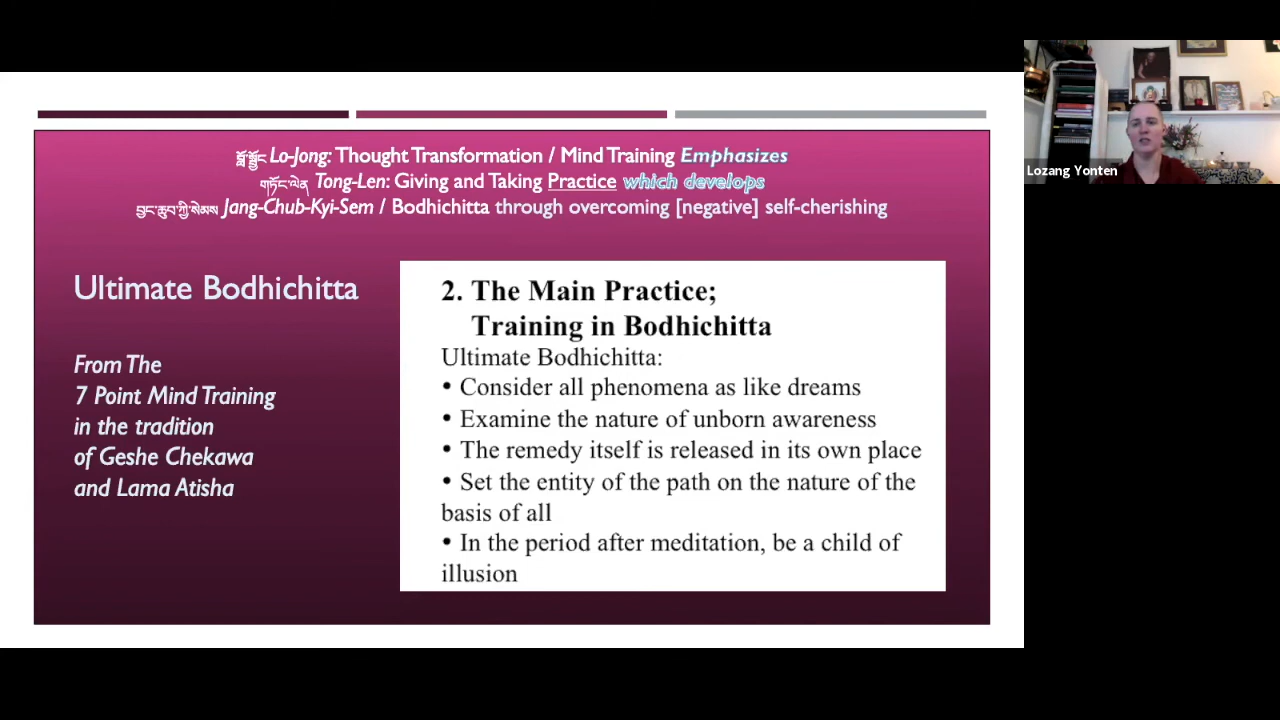 བློ་སྦྱོང Lo-Jong: Thought Transformation / Mind Training Emphasizes
གཏོང་ལེན Tong-Len: Giving and Taking Practice which develops
བྱང་ཆུབ་ཀྱི་སེམས Jang-Chub-Kyi-Sem / Bodhichitta through overcoming [negative] self-cherishing
Ultimate Bodhichitta
From The
7 Point Mind Training
in the tradition
of Geshe Chekawa
and Lama Atisha
2. The Main Practice;
Training in Bodhichitta
Ultimate Bodhichitta:
• Consider all phenomena as like dreams
• Examine the nature of unborn awareness
• The remedy itself is released in its own place
• Set the entity of the path on the nature of the
basis of all
• In the period after meditation, be a child of
illusion
Lozang Yonten